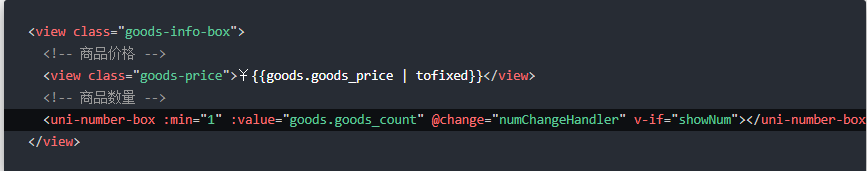 <view class="goods-info-box">
<!-- 商品价格 -->
<view class="goods-price">¥{{goods.goods_price | tofixed}}</view>
<!-- 商品数量 -->
<uni-number-box :min="1" :value="goods.goods_count" @change="numChangeHandler" v-if="showNum"></uni-number-box
</view>